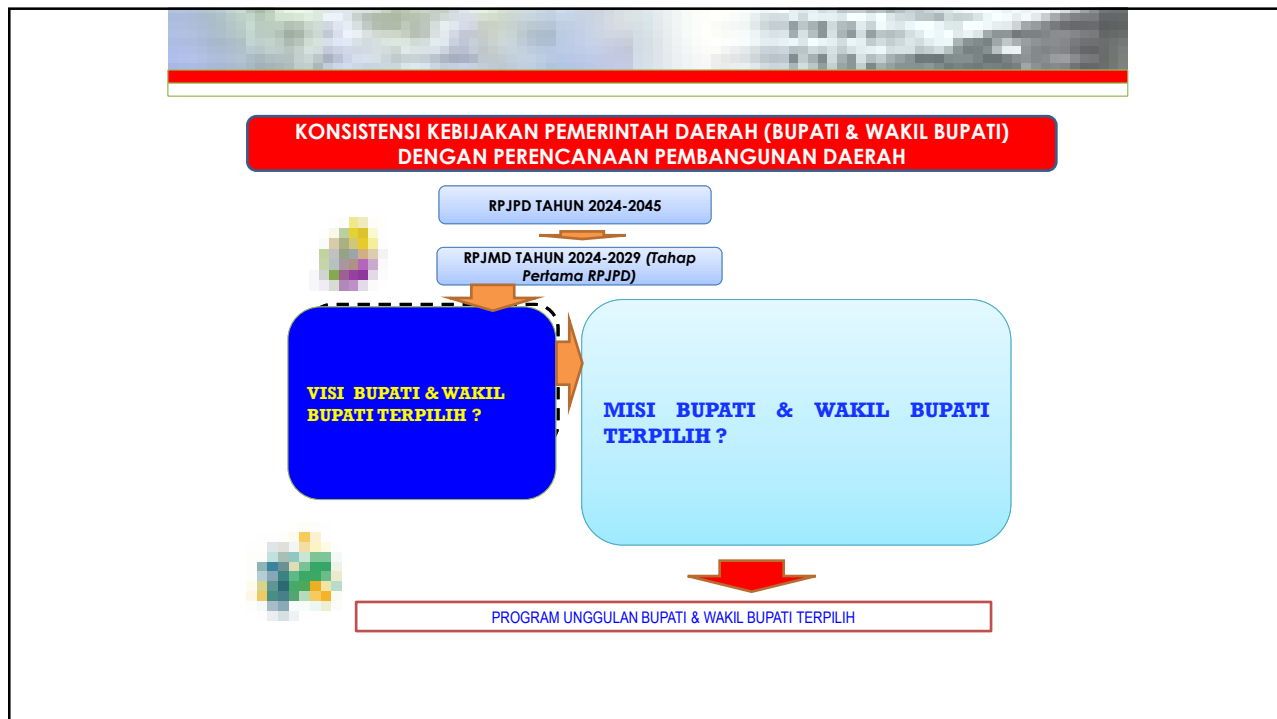 KONSISTENSI KEBIJAKAN PEMERINTAH DAERAH (BUPATI & WAKIL BUPATI)
DENGAN PERENCANAAN PEMBANGUNAN DAERAH
RPJPD TAHUN 2024-2045
RPJMD TAHUN 2024-2029 (Tahap
Pertama RPJPD)
VISI BUPATI & WAKIL
BUPATI TERPILIH ?
MISI BUPATI & WAKIL BUPATI
TERPILIH ?
PROGRAM UNGGULAN BUPATI & WAKIL BUPATI TERPILIH